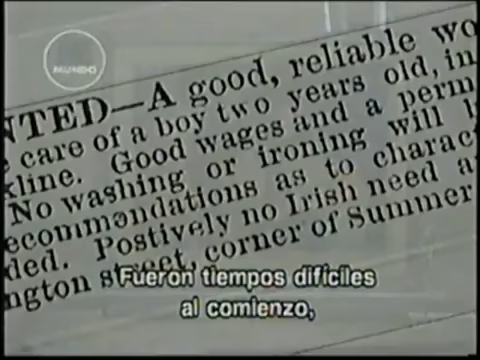 MUNDO
NTED—A good, reliable wo
care of a boy two years old, in
kline. Good wages and a perm
No washing or ironing will b
ecommondations as to charac
ded. Postively no Irish need a
ngton street, corner of Summer
Fueron tiempos difíciles
al comienzo,